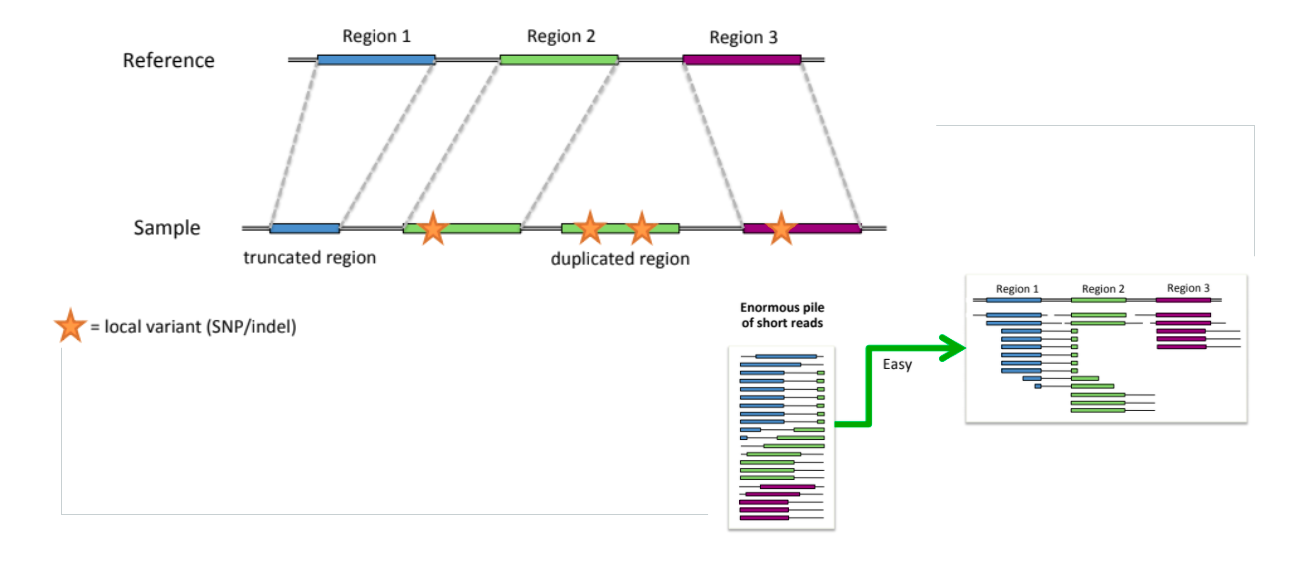 Region 1
Region 2
Region 3
Reference
Sample
truncated region
duplicated region
= local variant (SNP/indel)
Enormous pile
of short reads
Easy
Region 1
Region 2
Region 3